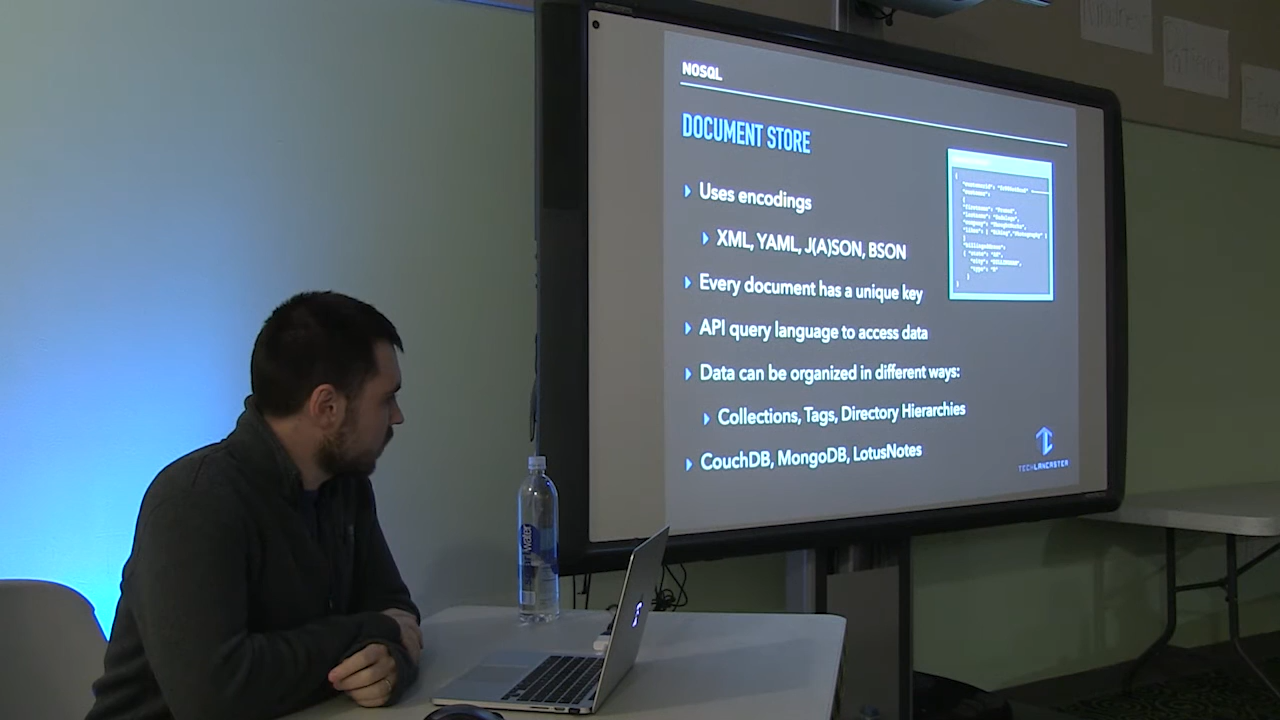 NOSQL
DOCUMENT STORE
Uses encodings
XML, YAML, J(A)SON, BSON
Every document has a unique key
API query language to access data
Data can be organized in different ways:
Collections, Tags, Directory Hierarchies
CouchDB, MongoDB, LotusNotes
TECHLANCASTER